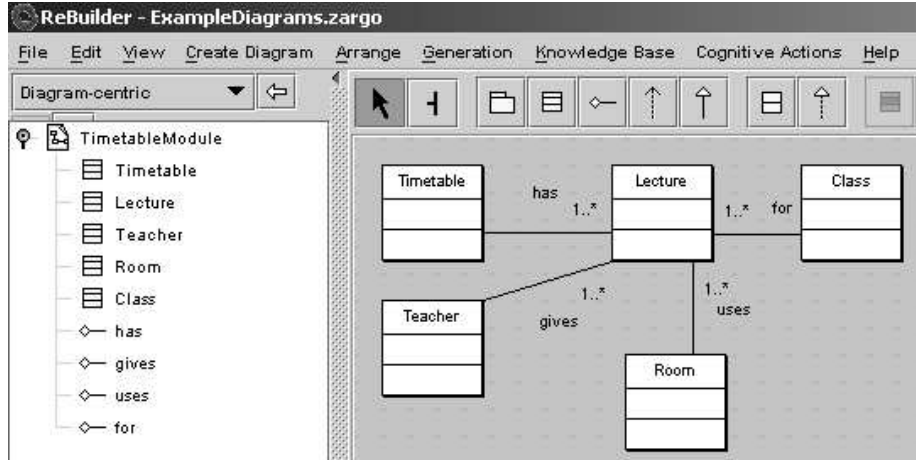 ReBuilder - ExampleDiagrams.zargo
File Edit View Create Diagram Arrange Generation Knowledge Base Cognitive Actions Help
Diagram-centric
TimetableModule
Timetable
Lecture
Teacher
Room
Class
has
gives
uses
for
Timetable
has
1..*
Lecture
1..*
for
Class
Teacher
1..*
gives
1..*
uses
Room